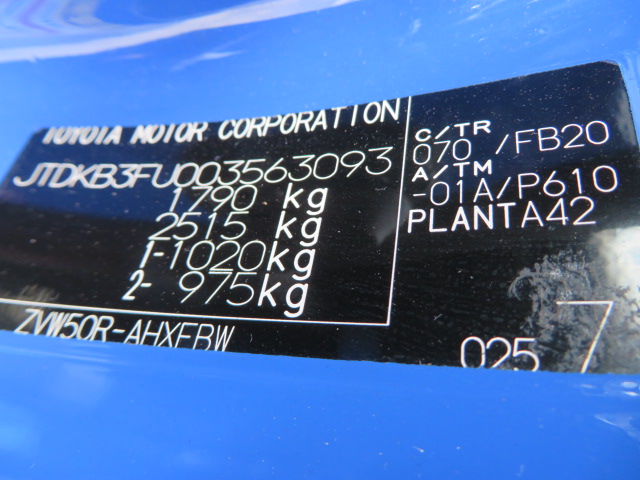 TOYOTA MOTOR CORPORATION
JTDKB3FU003563093
1790 kg
2515 kg
1-1020kg
2- 975kg
ZVW50R-AHXEBW
C/TR
070 /FB20
A/TM
-01A/P610
PLANTA42
025 7